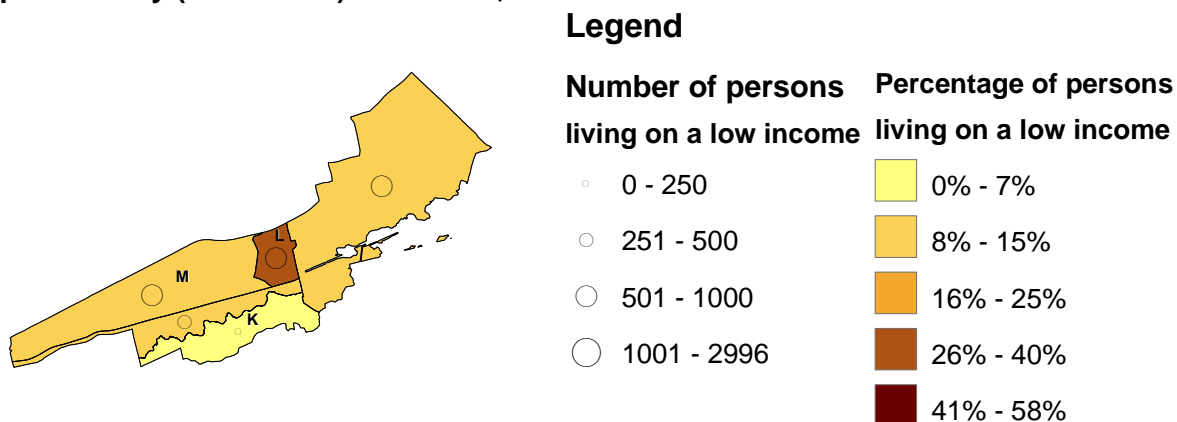 Legend
Number of persons
living on a low income
0 - 250
251 - 500
501 - 1000
1001 - 2996
Percentage of persons
living on a low income
0% - 7%
8% - 15%
16% - 25%
26% - 40%
41% - 58%
L
M
K